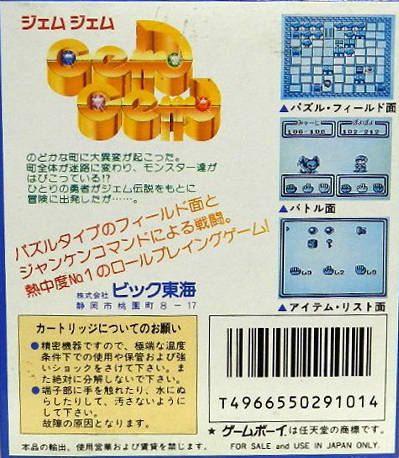 ジェム ジェム
Gem
Gem
のどかな町に大異変が起こった。
町全体が迷路に変わり、モンスター達が
はびこっている!?
ひとりの勇者がジェム伝説をもとに
冒険に出発したが……。
パズルタイプのフィールド面と
ジャンケンコマンドによる戦闘。
熱中度No.1のロールプレイングゲーム!
株式会社 ビック東海
静岡市桃園町8-17
▲パズル・フィールド面
106-108
102-212
▲バトル面
▲アイテム・リスト面
カートリッジについてのお願い
●精密機器ですので、極端な温度
条件下での使用や保管および強
いショックをさけて下さい。ま
た絶対に分解しないで下さい。
●端子部に手を触れたり、水にぬ
らしたりして、汚さないようにし
て下さい。
故障の原因となります。
T4966550291014
本品の輸出、使用営業および賃貸を禁じます。
★ ゲームボーイは任天堂の商標です。
FOR SALE and USE IN JAPAN ONLY.